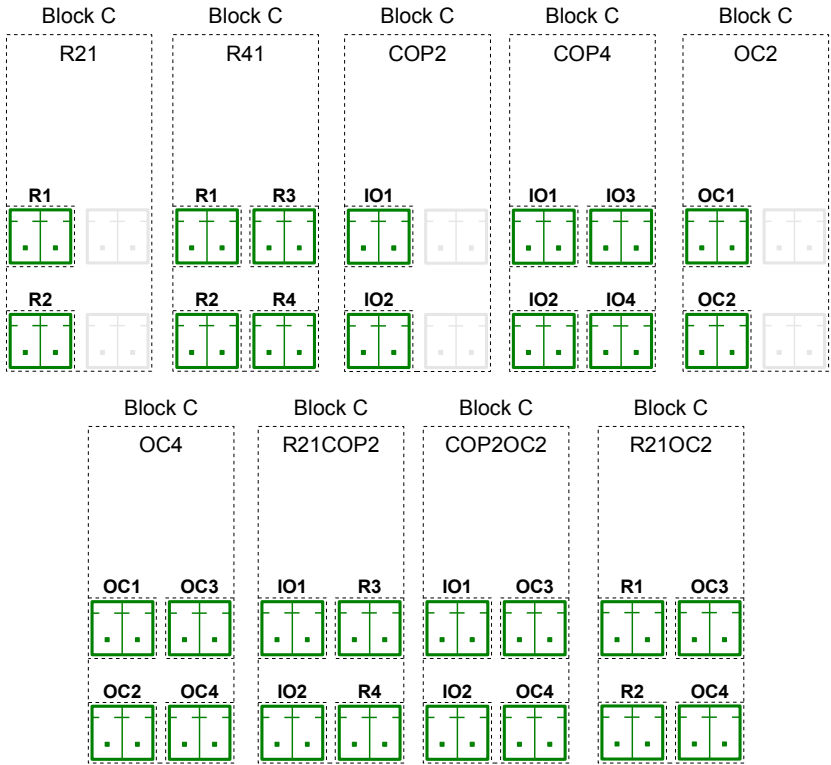 Block C Block C Block C Block C Block C
R21 R41 COP2 COP4 OC2
R1 R1 R3 IO1 IO1 IO3 OC1
R2 R2 R4 IO2 IO2 IO4 OC2
Block C Block C Block C Block C
OC4 R21COP2 COP2OC2 R21OC2
OC1 OC3 IO1 R3 IO1 OC3 R1 OC3
OC2 OC4 IO2 R4 IO2 OC4 R2 OC4